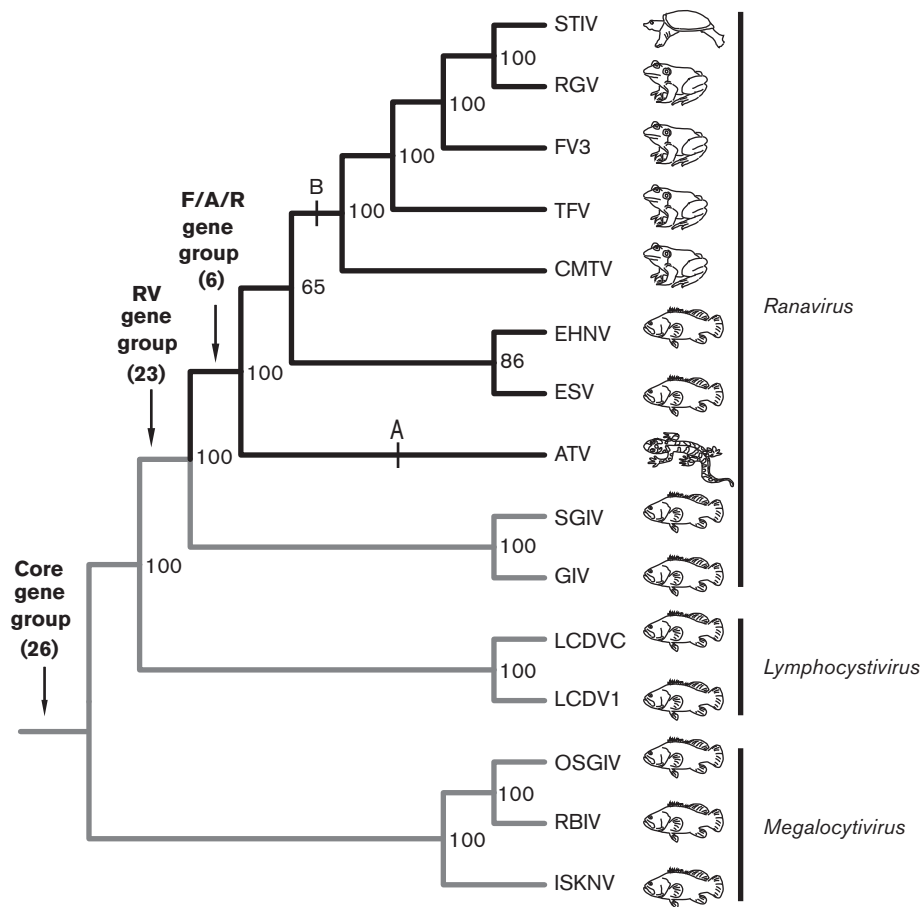 STIV
100
RGV
100
FV3
100
B
F/A/R
gene
group
(6)
TFV
100
CMTV
65
RV
gene
group
(23)
Ranavirus
EHNV
86
ESV
100
A
ATV
100
SGIV
100
GIV
100
Core
gene
group
(26)
LCDVC
100
LCDV1
Lymphocystivirus
OSGIV
100
RBIV
100
ISKNV
Megalocytivirus